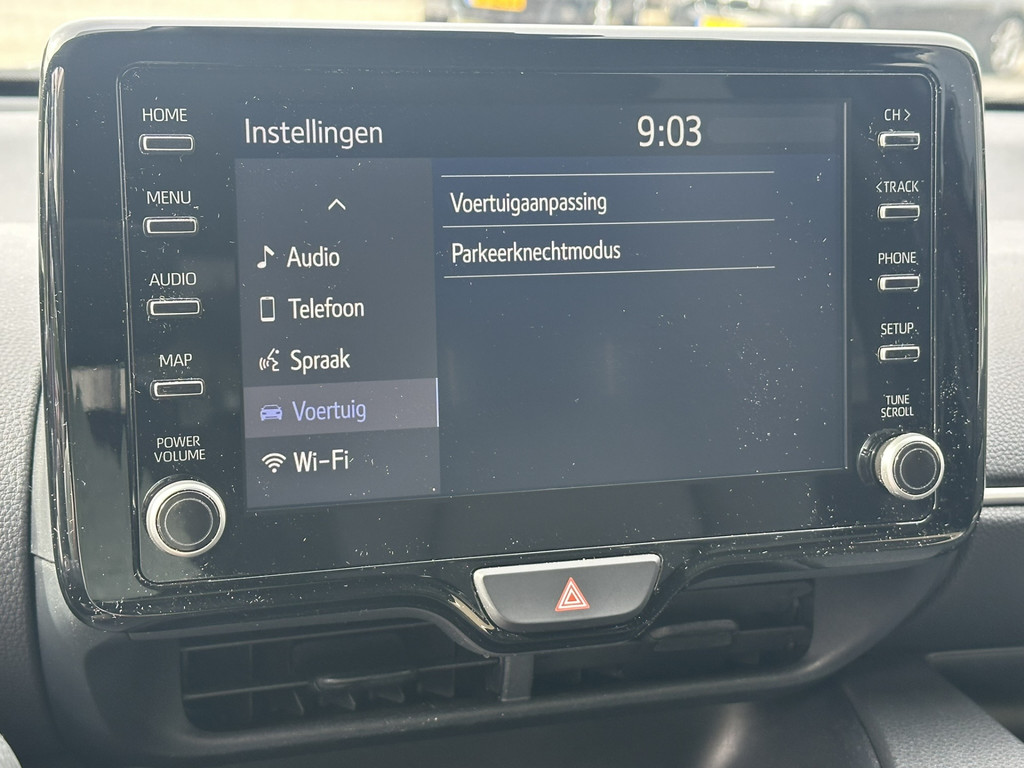 HOME
MENU
AUDIO
MAP
POWER
VOLUME
Instellingen
9:03
Audio
Telefoon
Spraak
Voertuig
Wi-Fi
Voertuigaanpassing
Parkeerknechtmodus
CH >
<TRACK
PHONE
SETUP
TUNE
SCROLL